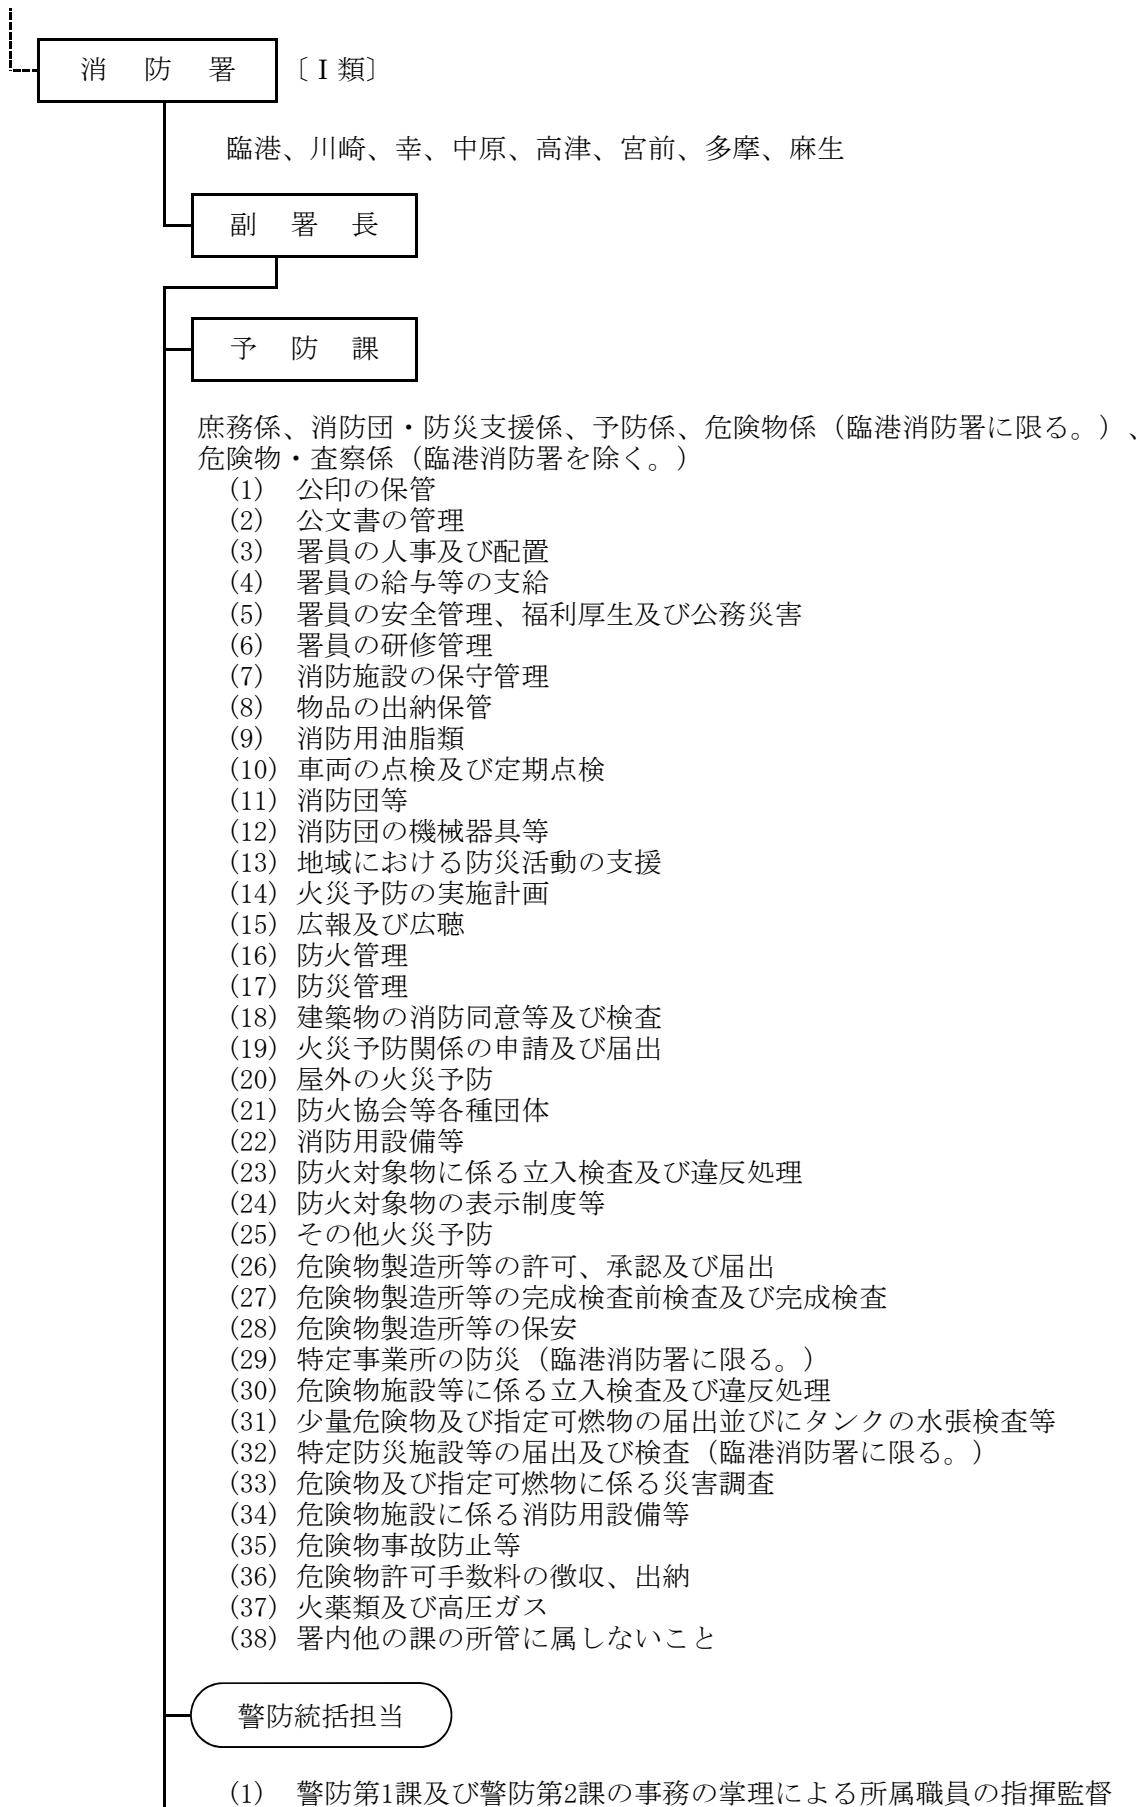 消防署 〔Ⅰ類〕
臨港、川崎、幸、中原、高津、宮前、多摩、麻生
副署長
予防課
庶務係、消防団・防災支援係、予防係、危険物係（臨港消防署に限る。）、
危険物・査察係（臨港消防署を除く。）
(1) 公印の保管
(2) 公文書の管理
(3) 署員の人事及び配置
(4) 署員の給与等の支給
(5) 署員の安全管理、福利厚生及び公務災害
(6) 署員の研修管理
(7) 消防施設の保守管理
(8) 物品の出納保管
(9) 消防用油脂類
(10) 車両の点検及び定期点検
(11) 消防団等
(12) 消防団の機械器具等
(13) 地域における防災活動の支援
(14) 火災予防の実施計画
(15) 広報及び広聴
(16) 防火管理
(17) 防災管理
(18) 建築物の消防同意等及び検査
(19) 火災予防関係の申請及び届出
(20) 屋外の火災予防
(21) 防火協会等各種団体
(22) 消防用設備等
(23) 防火対象物に係る立入検査及び違反処理
(24) 防火対象物の表示制度等
(25) その他火災予防
(26) 危険物製造所等の許可、承認及び届出
(27) 危険物製造所等の完成検査前検査及び完成検査
(28) 危険物製造所等の保安
(29) 特定事業所の防災（臨港消防署に限る。）
(30) 危険物施設等に係る立入検査及び違反処理
(31) 少量危険物及び指定可燃物の届出並びにタンクの水張検査等
(32) 特定防災施設等の届出及び検査（臨港消防署に限る。）
(33) 危険物及び指定可燃物に係る災害調査
(34) 危険物施設に係る消防用設備等
(35) 危険物事故防止等
(36) 危険物許可手数料の徴収、出納
(37) 火薬類及び高圧ガス
(38) 署内他の課の所管に属しないこと
警防統括担当
(1) 警防第1課及び警防第2課の事務の掌理による所属職員の指揮監督